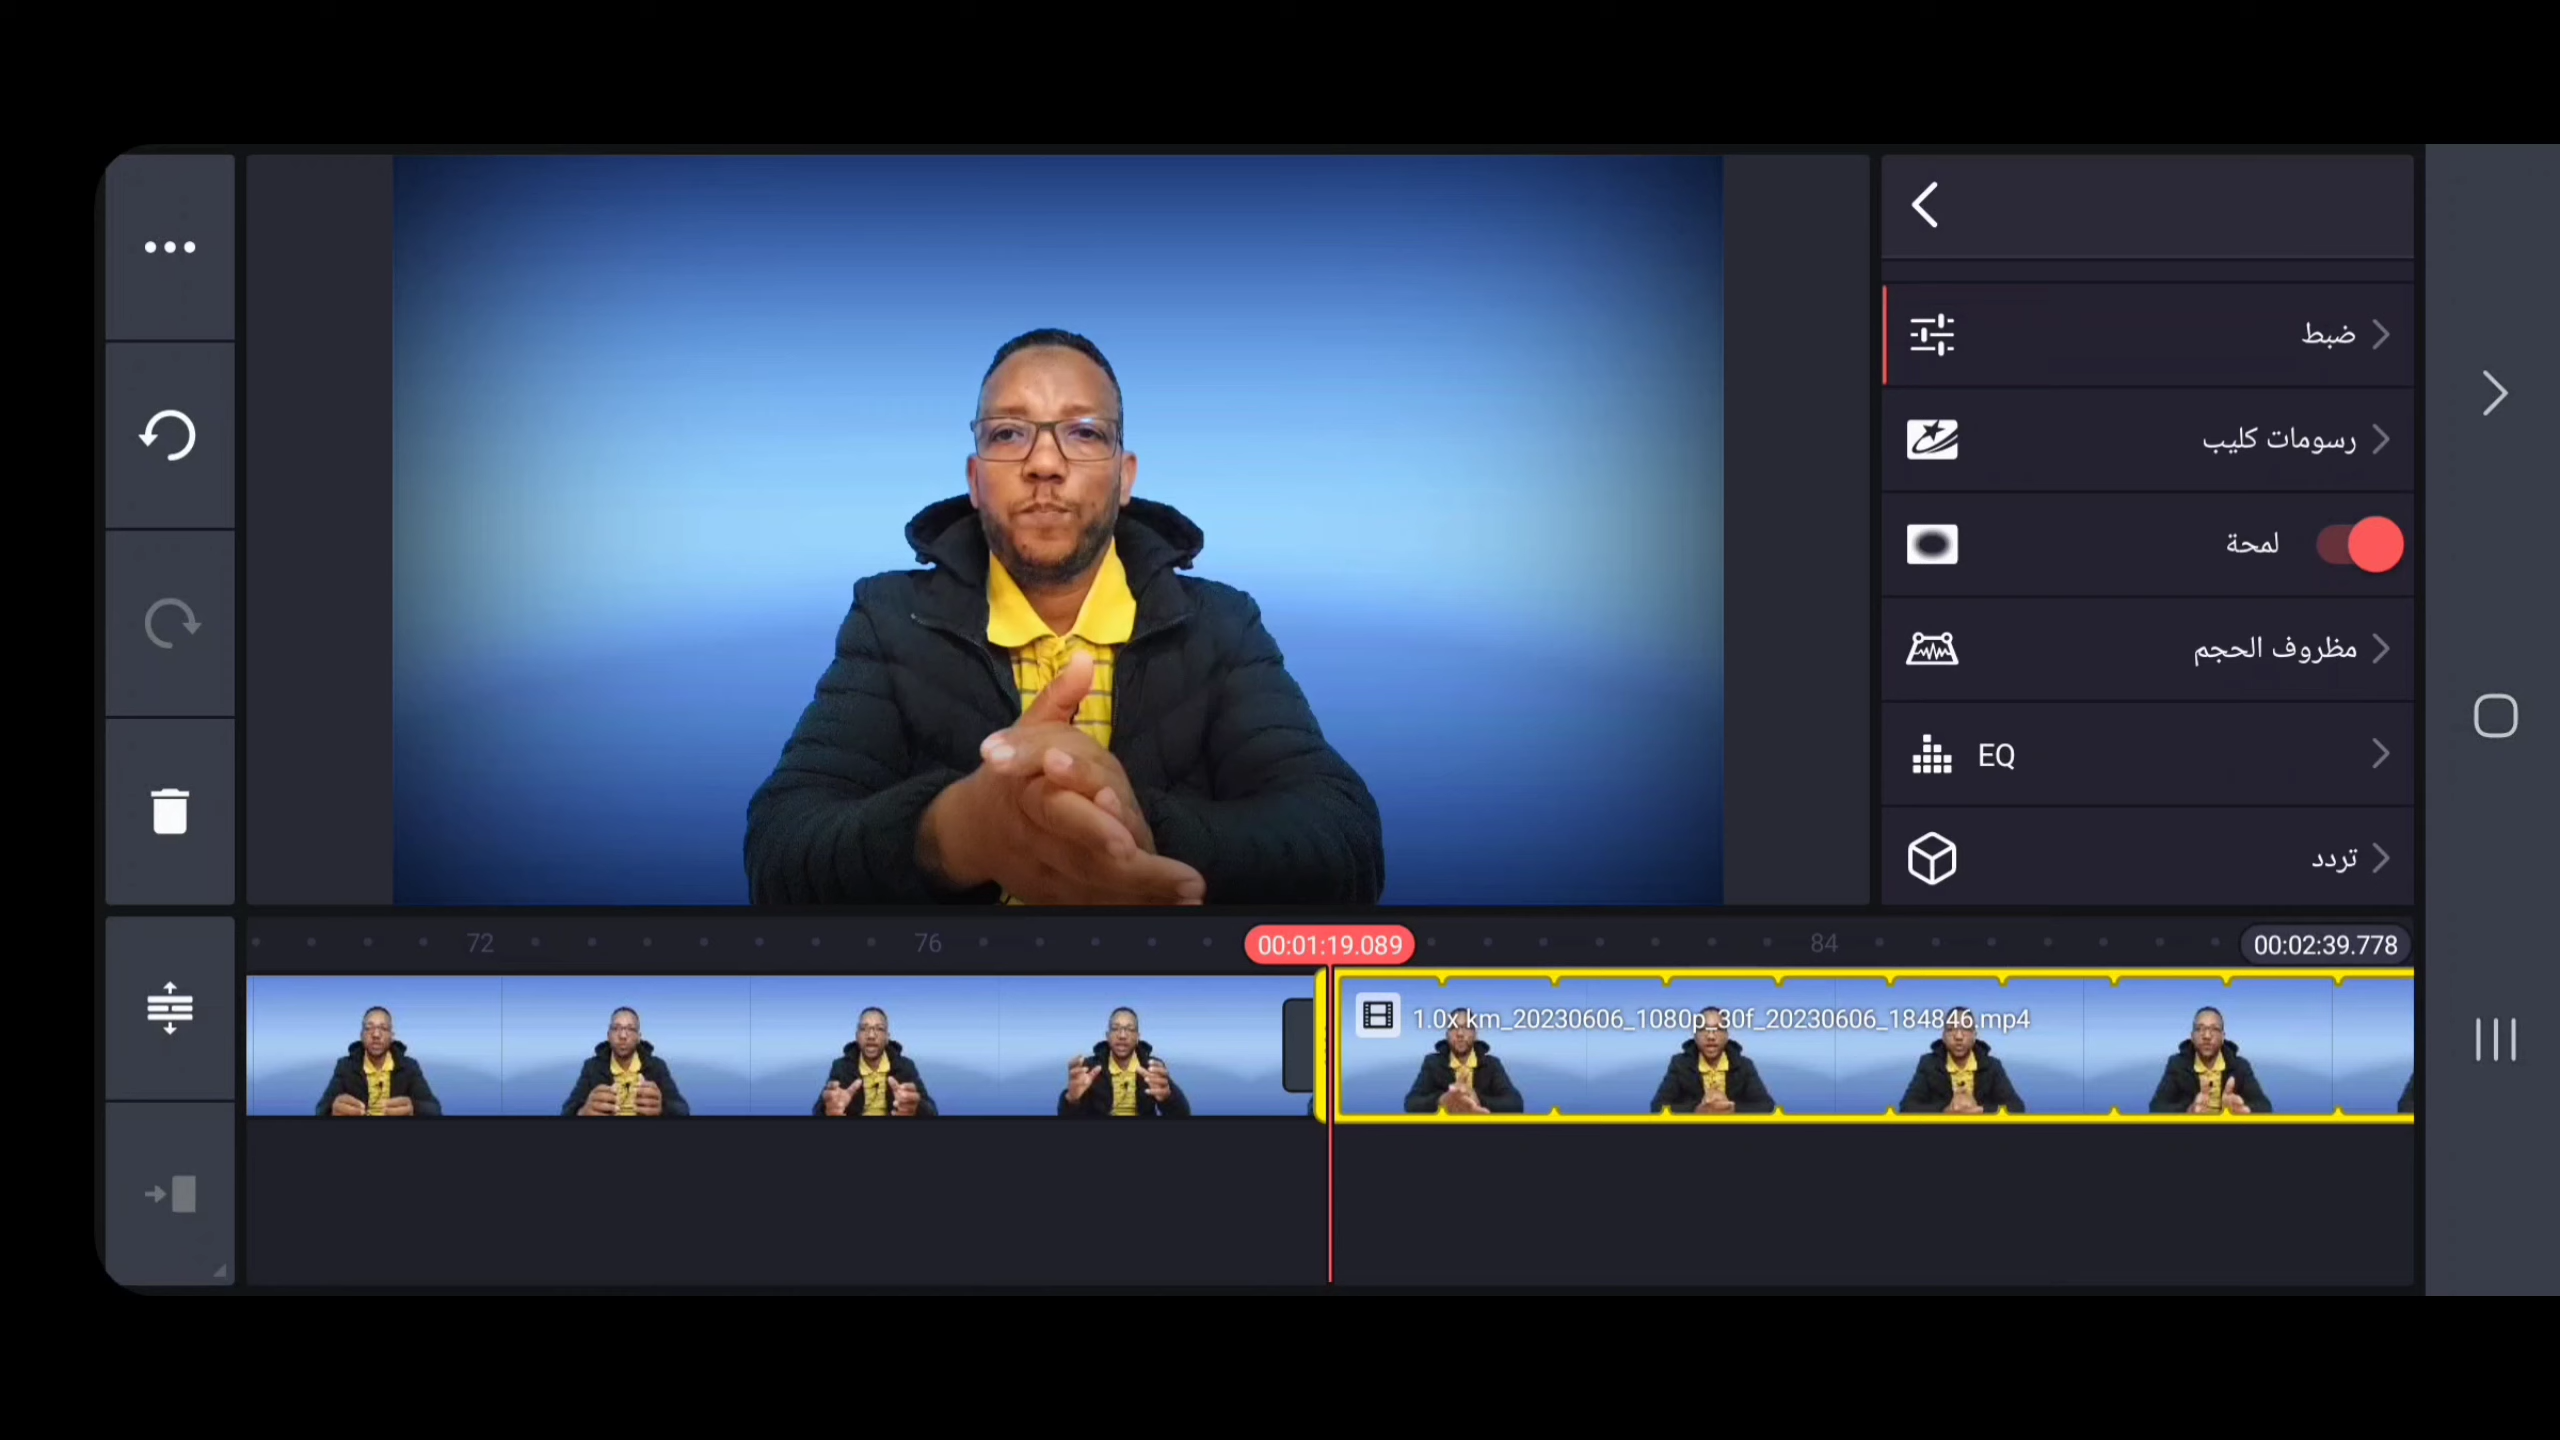 ضبط
رسومات كليب
لمحة
مظروف الحجم
EQ
تردد
72
76
00:01:19.089
84
00:02:39.778
1.0x km_20230606_1080p_30f_20230606_184846.mp4